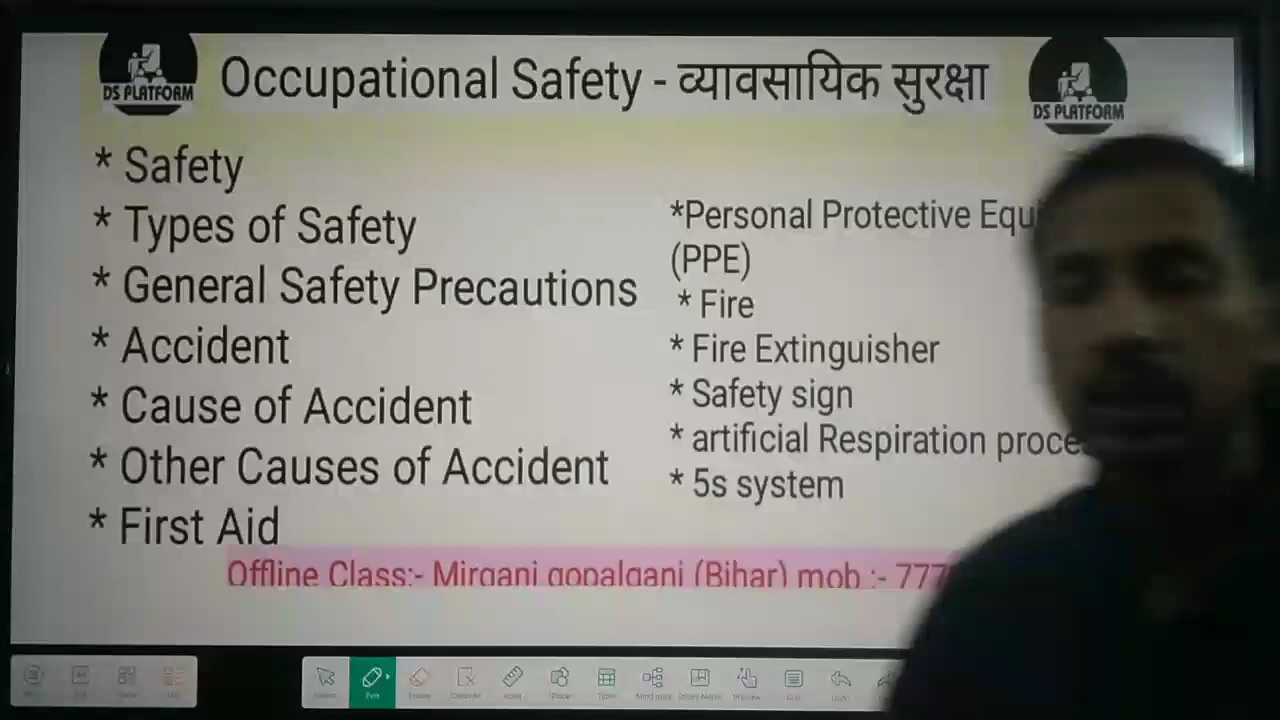 DS PLATFORM
Occupational Safety - व्यावसायिक सुरक्षा
DS PLATFORM
* Safety
* Types of Safety
* General Safety Precautions
* Accident
* Cause of Accident
* Other Causes of Accident
* First Aid
*Personal Protective Equi
(PPE)
* Fire
* Fire Extinguisher
* Safety sign
* artificial Respiration proce
* 5s system
Offline Class:- Mirganj gopalganj (Bihar) mob :- 777